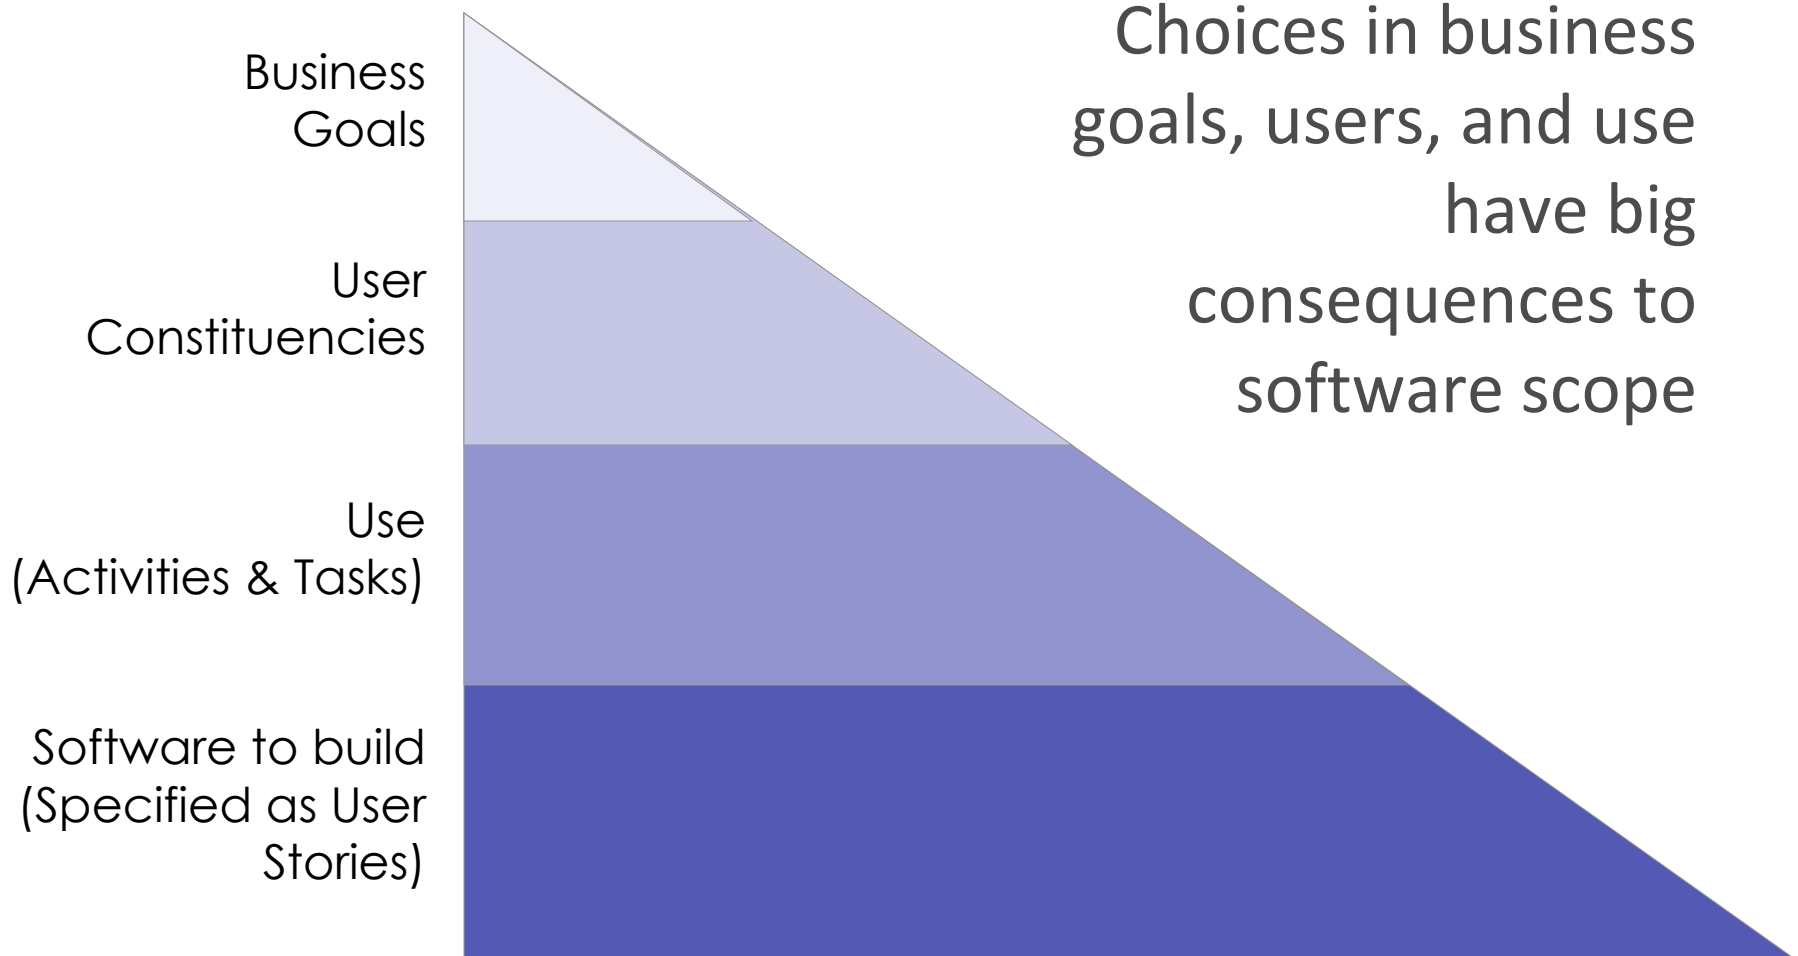 Business
Goals
User
Constituencies
Use
(Activities & Tasks)
Software to build
(Specified as User
Stories)
Choices in business
goals, users, and use
have big
consequences to
software scope